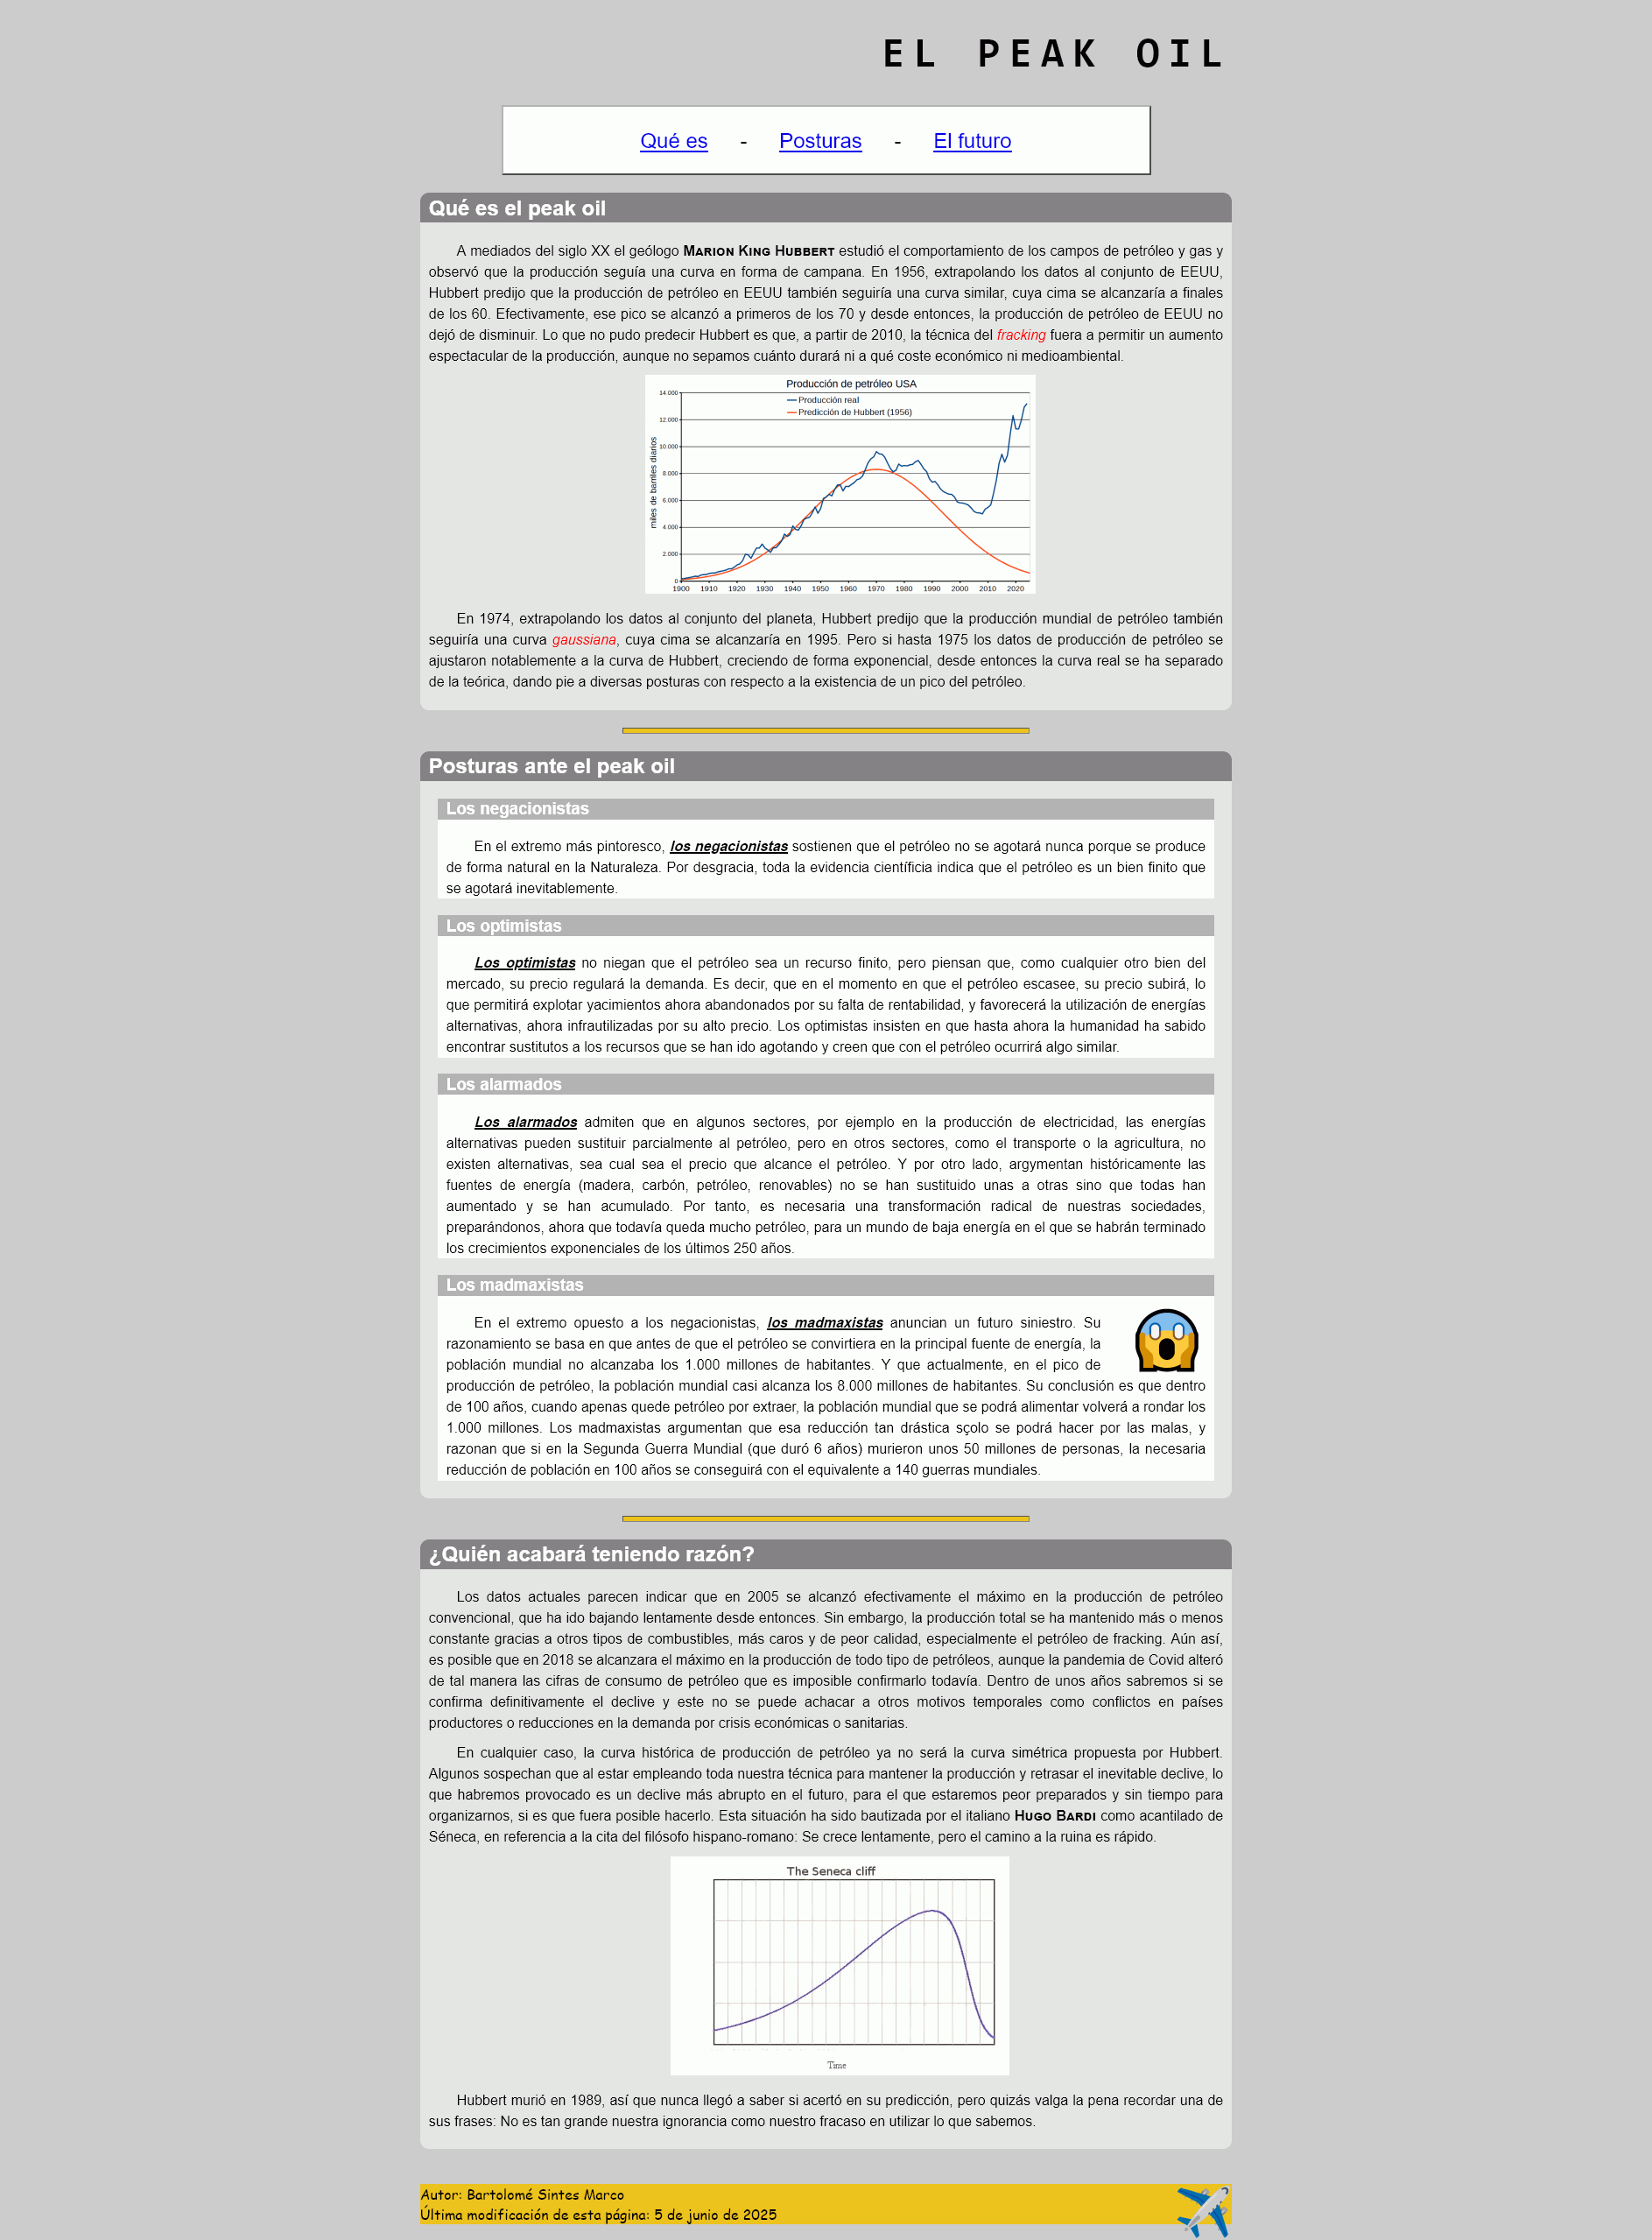 EL PEAK OIL
Qué es - Posturas - El futuro
Qué es el peak oil
A mediados del siglo XX el geólogo Marion King Hubbert estudió el comportamiento de los campos de petróleo y gas y
observó que la producción seguía una curva en forma de campana. En 1956, extrapolando los datos al conjunto de EEUU,
Hubbert predijo que la producción de petróleo en EEUU también seguiría una curva similar, cuya cima se alcanzaría a finales
de los 60. Efectivamente, ese pico se alcanzó a primeros de los 70 y desde entonces, la producción de petróleo de EEUU no
dejó de disminuir. Lo que no pudo predecir Hubbert es que, a partir de 2010, la técnica del fracking fuera a permitir un aumento
espectacular de la producción, aunque no sepamos cuánto durará ni a qué coste económico ni medioambiental.
Producción de petróleo USA
Producción real
Predicción de Hubbert (1956)
miles de barriles diarios
14.000
12.000
10.000
8.000
6.000
4.000
2.000
0
1900 1910 1920 1930 1940 1950 1960 1970 1980 1990 2000 2010 2020
En 1974, extrapolando los datos al conjunto del planeta, Hubbert predijo que la producción mundial de petróleo también
seguiría una curva gaussiana, cuya cima se alcanzaría en 1995. Pero si hasta 1975 los datos de producción de petróleo se
ajustaron notablemente a la curva de Hubbert, creciendo de forma exponencial, desde entonces la curva real se ha separado
de la teórica, dando pie a diversas posturas con respecto a la existencia de un pico del petróleo.
Posturas ante el peak oil
Los negacionistas
En el extremo más pintoresco, los negacionistas sostienen que el petróleo no se agotará nunca porque se produce
de forma natural en la Naturaleza. Por desgracia, toda la evidencia científicia indica que el petróleo es un bien finito que
se agotará inevitablemente.
Los optimistas
Los optimistas no niegan que el petróleo sea un recurso finito, pero piensan que, como cualquier otro bien del
mercado, su precio regulará la demanda. Es decir, que en el momento en que el petróleo escasee, su precio subirá, lo
que permitirá explotar yacimientos ahora abandonados por su falta de rentabilidad, y favorecerá la utilización de energías
alternativas, ahora infrautilizadas por su alto precio. Los optimistas insisten en que hasta ahora la humanidad ha sabido
encontrar sustitutos a los recursos que se han ido agotando y creen que con el petróleo ocurrirá algo similar.
Los alarmados
Los alarmados admiten que en algunos sectores, por ejemplo en la producción de electricidad, las energías
alternativas pueden sustituir parcialmente al petróleo, pero en otros sectores, como el transporte o la agricultura, no
existen alternativas, sea cual sea el precio que alcance el petróleo. Y por otro lado, argymentan históricamente las
fuentes de energía (madera, carbón, petróleo, renovables) no se han sustituido unas a otras sino que todas han
aumentado y se han acumulado. Por tanto, es necesaria una transformación radical de nuestras sociedades,
preparándonos, ahora que todavía queda mucho petróleo, para un mundo de baja energía en el que se habrán terminado
los crecimientos exponenciales de los últimos 250 años.
Los madmaxistas
En el extremo opuesto a los negacionistas, los madmaxistas anuncian un futuro siniestro. Su
razonamiento se basa en que antes de que el petróleo se convirtiera en la principal fuente de energía, la
población mundial no alcanzaba los 1.000 millones de habitantes. Y que actualmente, en el pico de
producción de petróleo, la población mundial casi alcanza los 8.000 millones de habitantes. Su conclusión es que dentro
de 100 años, cuando apenas quede petróleo por extraer, la población mundial que se podrá alimentar volverá a rondar los
1.000 millones. Los madmaxistas argumentan que esa reducción tan drástica sçolo se podrá hacer por las malas, y
razonan que si en la Segunda Guerra Mundial (que duró 6 años) murieron unos 50 millones de personas, la necesaria
reducción de población en 100 años se conseguirá con el equivalente a 140 guerras mundiales.
¿Quién acabará teniendo razón?
Los datos actuales parecen indicar que en 2005 se alcanzó efectivamente el máximo en la producción de petróleo
convencional, que ha ido bajando lentamente desde entonces. Sin embargo, la producción total se ha mantenido más o menos
constante gracias a otros tipos de combustibles, más caros y de peor calidad, especialmente el petróleo de fracking. Aún así,
es posible que en 2018 se alcanzara el máximo en la producción de todo tipo de petróleos, aunque la pandemia de Covid alteró
de tal manera las cifras de consumo de petróleo que es imposible confirmarlo todavía. Dentro de unos años sabremos si se
confirma definitivamente el declive y este no se puede achacar a otros motivos temporales como conflictos en países
productores o reducciones en la demanda por crisis económicas o sanitarias.
En cualquier caso, la curva histórica de producción de petróleo ya no será la curva simétrica propuesta por Hubbert.
Algunos sospechan que al estar empleando toda nuestra técnica para mantener la producción y retrasar el inevitable declive, lo
que habremos provocado es un declive más abrupto en el futuro, para el que estaremos peor preparados y sin tiempo para
organizarnos, si es que fuera posible hacerlo. Esta situación ha sido bautizada por el italiano Hugo Bardi como acantilado de
Séneca, en referencia a la cita del filósofo hispano-romano: Se crece lentamente, pero el camino a la ruina es rápido.
The Seneca cliff
Time
Hubbert murió en 1989, así que nunca llegó a saber si acertó en su predicción, pero quizás valga la pena recordar una de
sus frases: No es tan grande nuestra ignorancia como nuestro fracaso en utilizar lo que sabemos.
Autor: Bartolomé Sintes Marco
Última modificación de esta página: 5 de junio de 2025